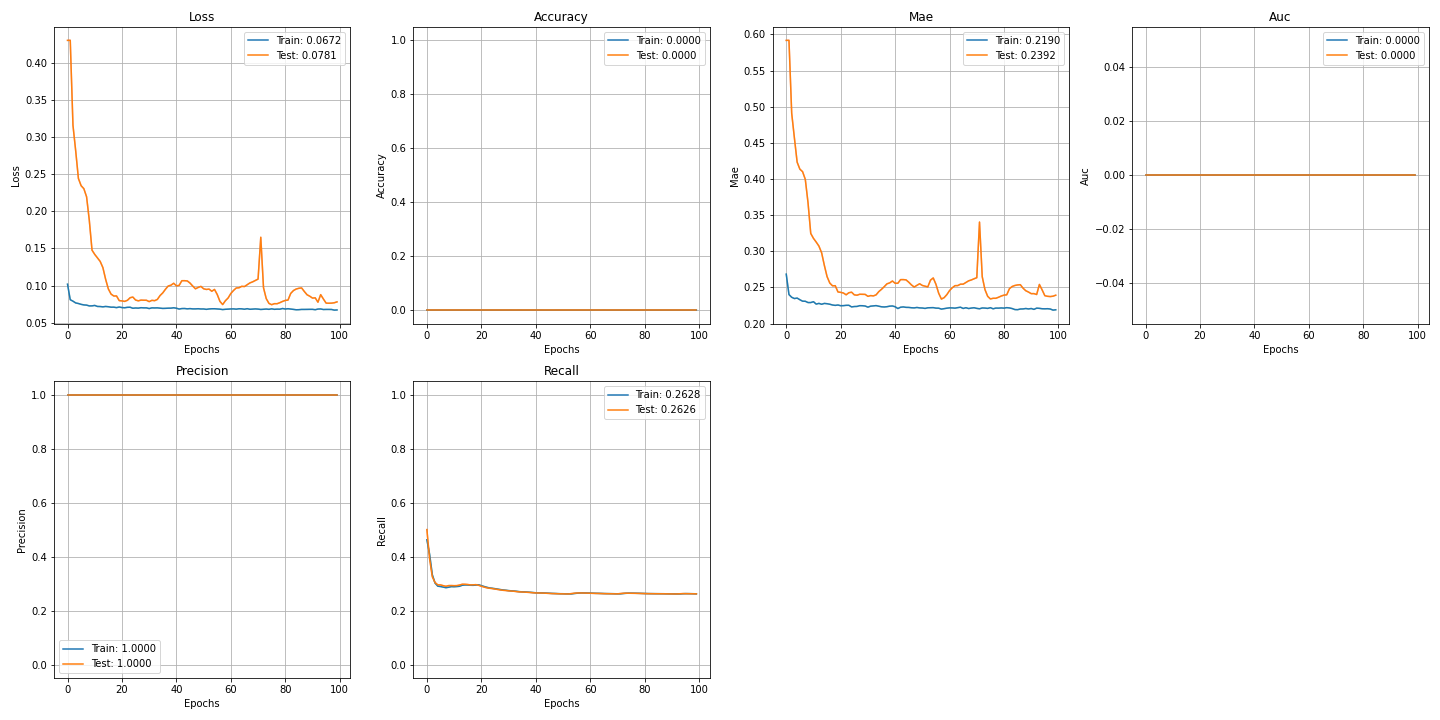 Loss
Train: 0.0672
Test: 0.0781
0.40
0.35
0.30
0.25
0.20
0.15
0.10
0.05
Loss
0 20 40 60 80 100
Epochs
Accuracy
Train: 0.0000
Test: 0.0000
1.0
0.8
0.6
0.4
0.2
0.0
Accuracy
0 20 40 60 80 100
Epochs
Mae
Train: 0.2190
Test: 0.2392
0.60
0.55
0.50
0.45
0.40
0.35
0.30
0.25
0.20
Mae
0 20 40 60 80 100
Epochs
Auc
Train: 0.0000
Test: 0.0000
0.04
0.02
0.00
−0.02
−0.04
Auc
0 20 40 60 80 100
Epochs
Precision
1.0
0.8
0.6
0.4
0.2
0.0
Precision
Train: 1.0000
Test: 1.0000
0 20 40 60 80 100
Epochs
Recall
Train: 0.2628
Test: 0.2626
1.0
0.8
0.6
0.4
0.2
0.0
Recall
0 20 40 60 80 100
Epochs